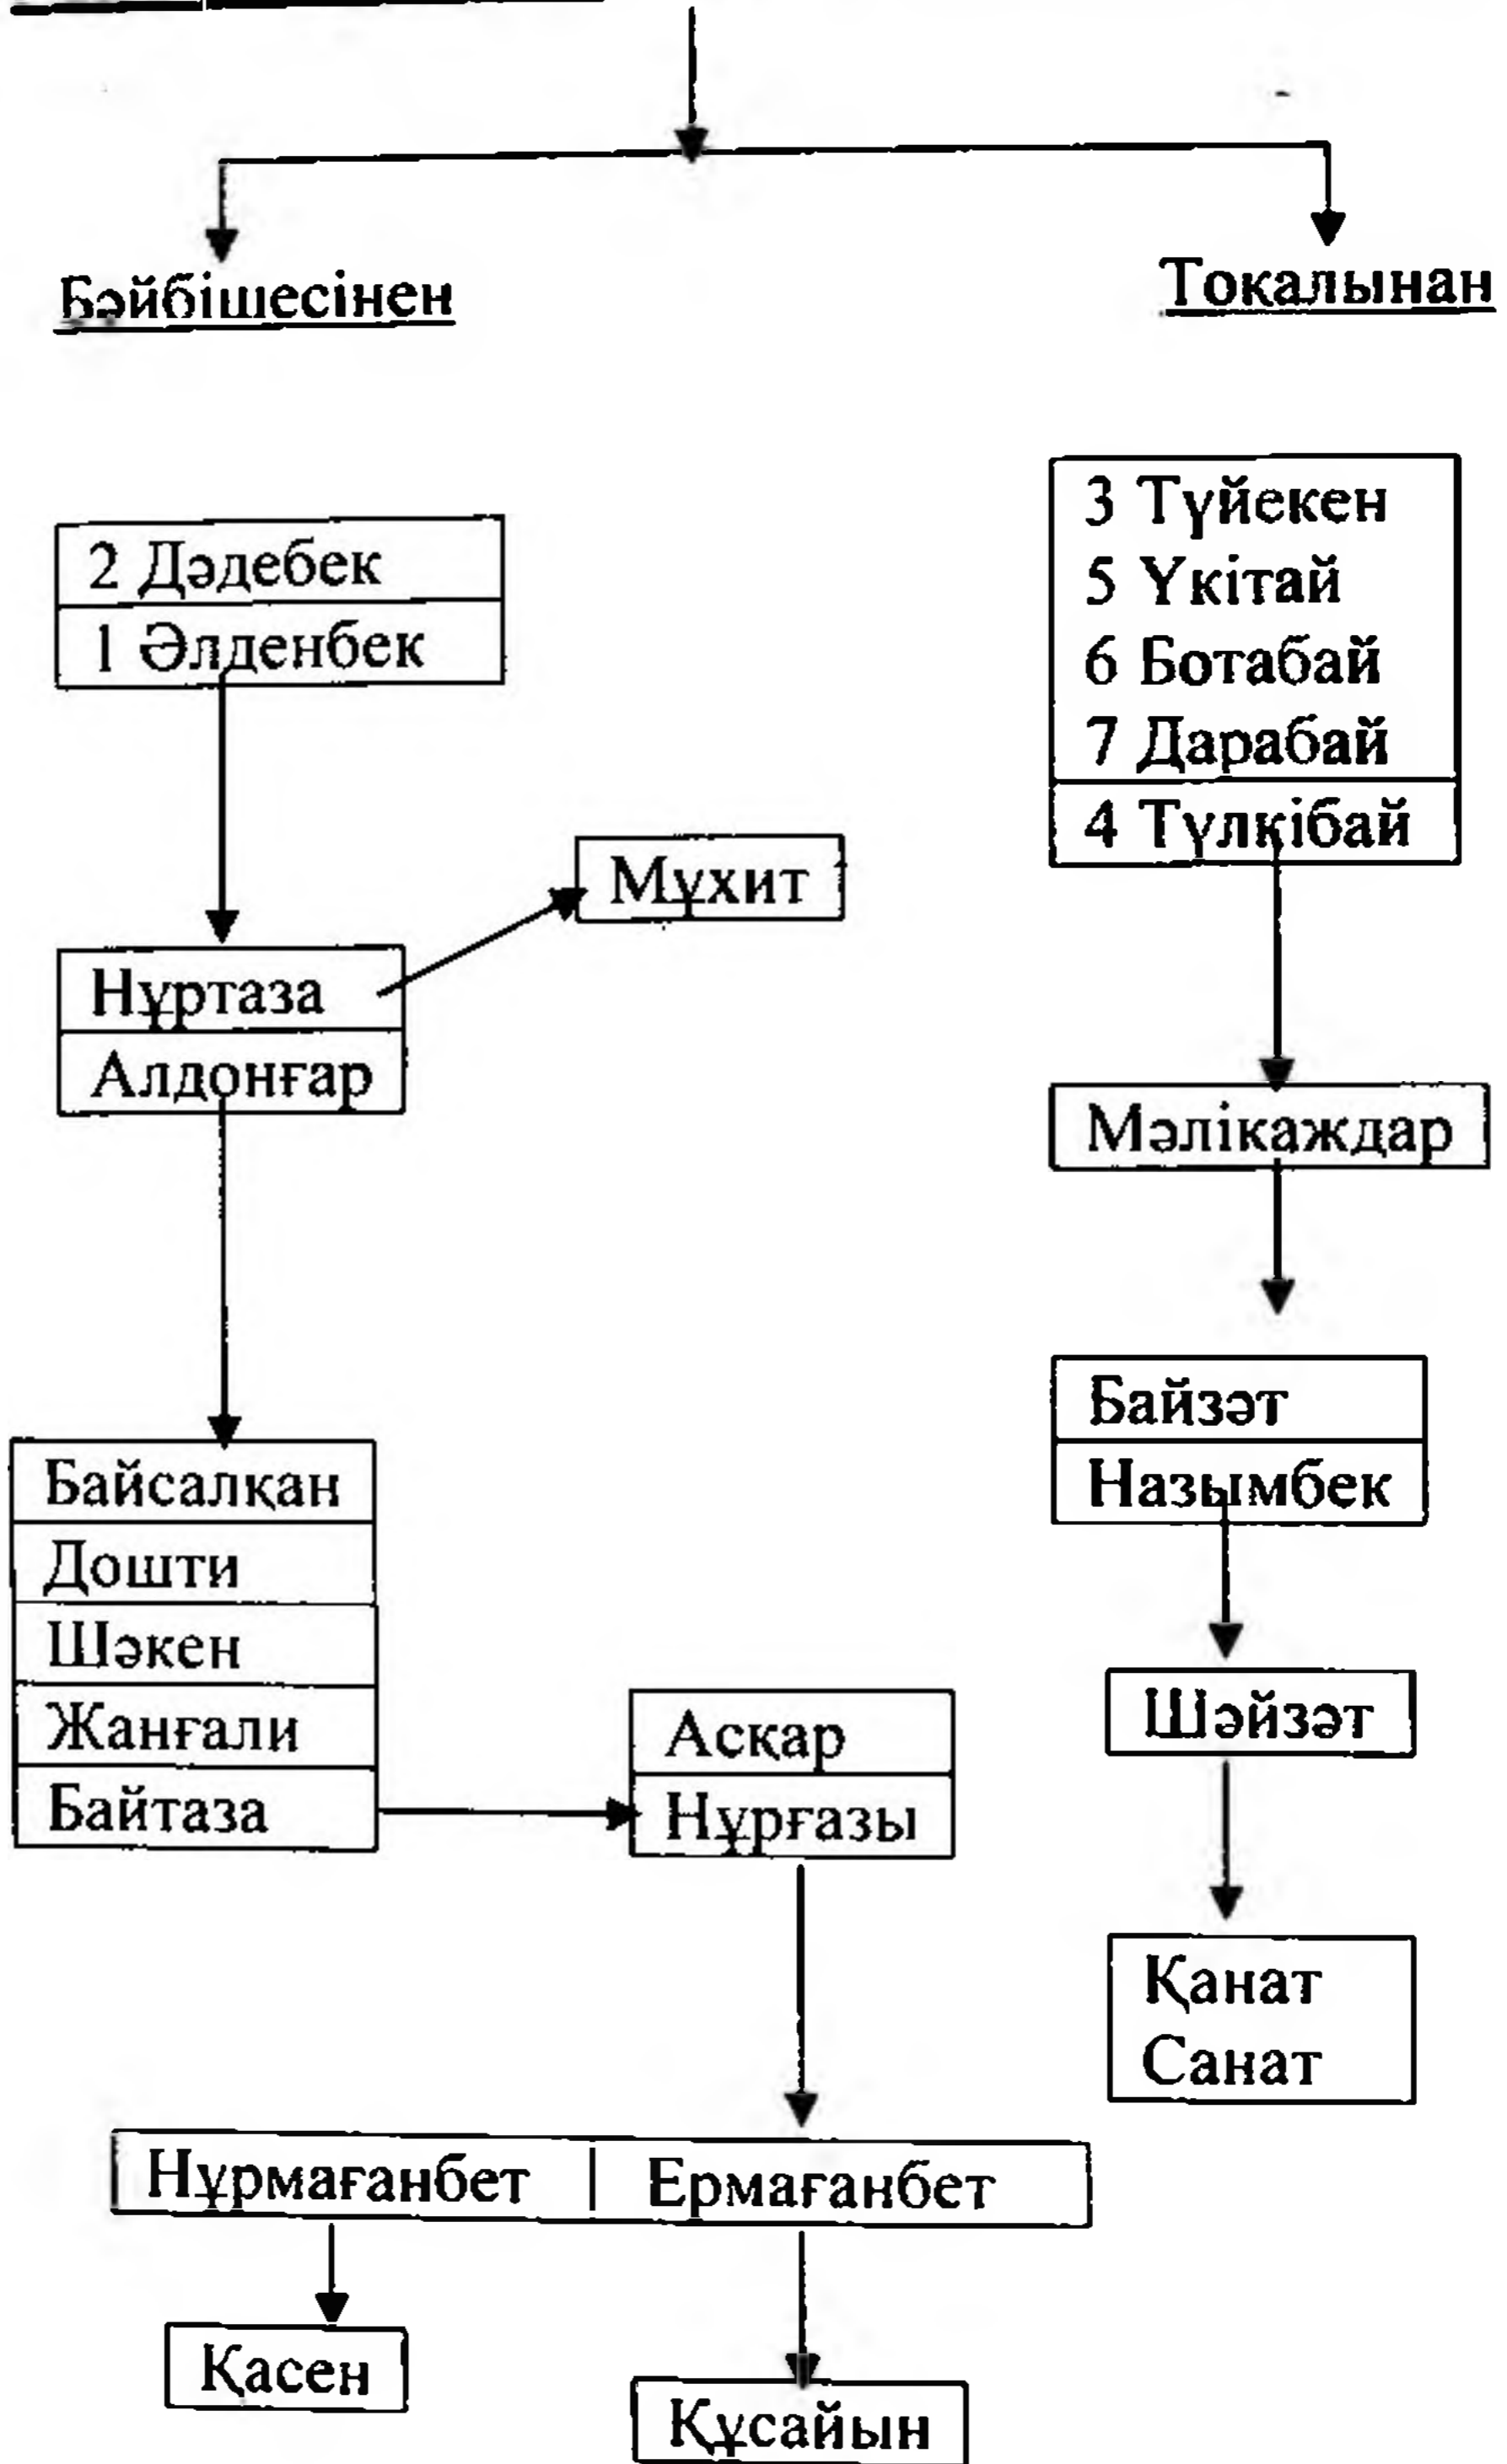 Бәйбішесінен
Токалынан
2 Дәдебек
1 Әлденбек
3 Түйекен
5 Үкітай
6 Ботабай
7 Дарабай
4 Түлкібай
Мұхит
Нұртаза
Алдонғар
Мәлікаждар
Байзәт
Назымбек
Байсалқан
Дошти
Шәкен
Жанғали
Байтаза
Асқар
Нұрғазы
Шәйзәт
Қанат
Санат
Нұрмағанбет | Ермағанбет
Қасен
Құсайын